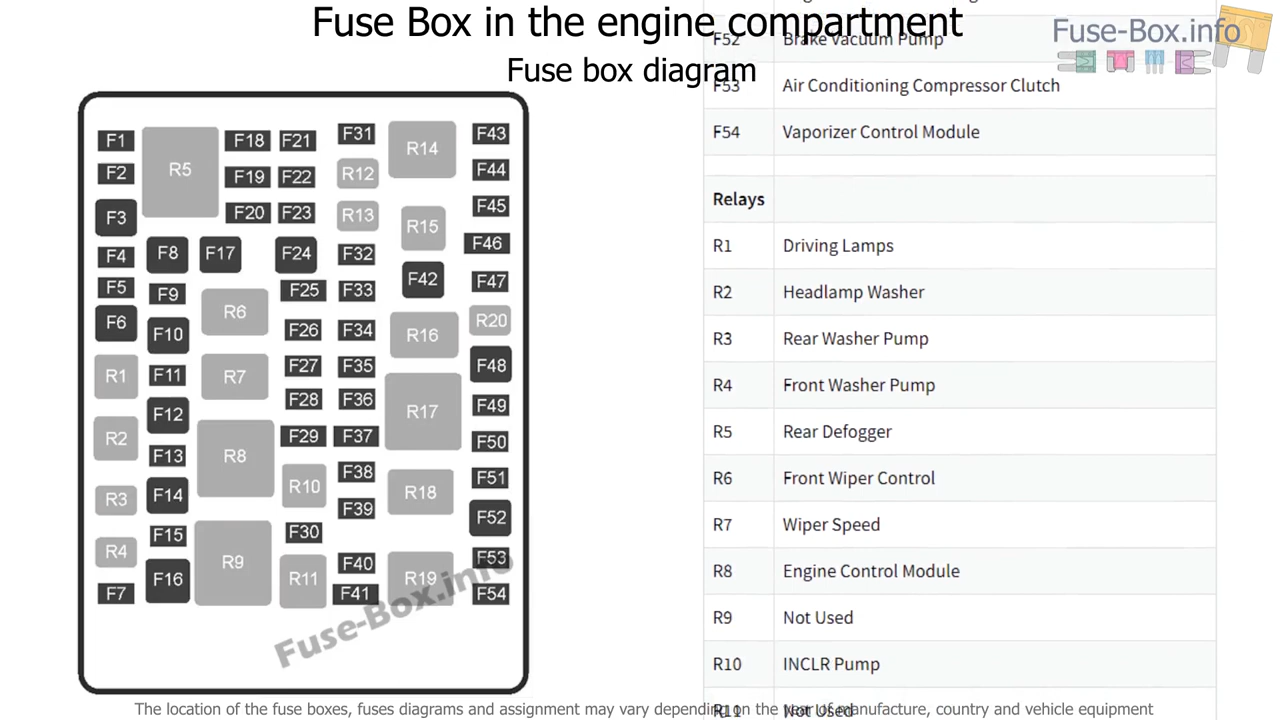 Fuse Box in the engine compartment
Fuse box diagram
Fuse-Box.info
F1 R5 F18 F21 F31 R14 F43
F2 F19 F22 R12 F44
F3 F20 F23 R13 R15 F45
F4 F8 F17 F24 F32 F46
F5 F9 F25 F33 F42 F47
F6 F10 R6 F26 F34 R16 R20
R1 F11 R7 F27 F35 F48
F12 F28 F36 R17 F49
R2 F13 R8 F29 F37 F50
R3 F14 R10 F38 R18 F51
F15 F39 F52
R4 R9 F30 F40 F53
F7 F16 R11 F41 R19 F54
Fuse-Box.info
F52 Brake Vacuum Pump
F53 Air Conditioning Compressor Clutch
F54 Vaporizer Control Module
Relays
R1 Driving Lamps
R2 Headlamp Washer
R3 Rear Washer Pump
R4 Front Washer Pump
R5 Rear Defogger
R6 Front Wiper Control
R7 Wiper Speed
R8 Engine Control Module
R9 Not Used
R10 INCLR Pump
R11 Not Used
The location of the fuse boxes, fuses diagrams and assignment may vary depending on the year of manufacture, country and vehicle equipment